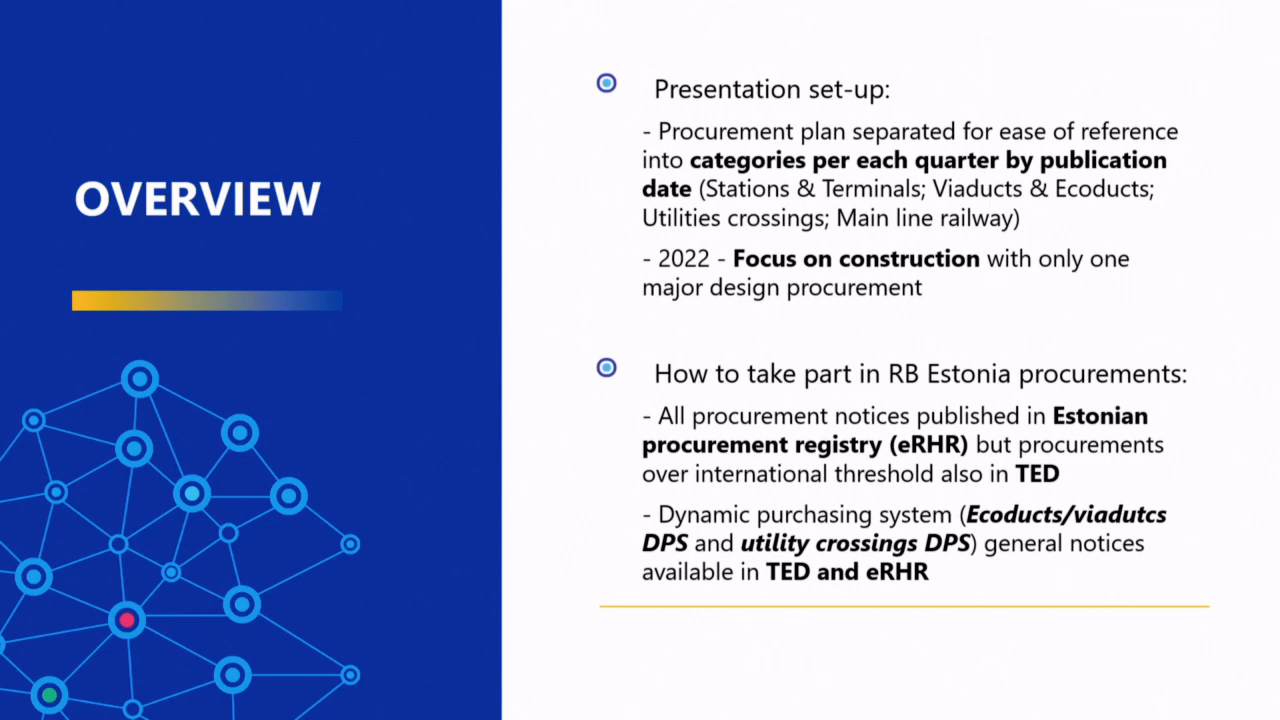 OVERVIEW
Presentation set-up:
- Procurement plan separated for ease of reference
into categories per each quarter by publication
date (Stations & Terminals; Viaducts & Ecoducts;
Utilities crossings; Main line railway)
- 2022 - Focus on construction with only one
major design procurement
How to take part in RB Estonia procurements:
- All procurement notices published in Estonian
procurement registry (eRHR) but procurements
over international threshold also in TED
- Dynamic purchasing system (Ecoducts/viadutcs
DPS and utility crossings DPS) general notices
available in TED and eRHR